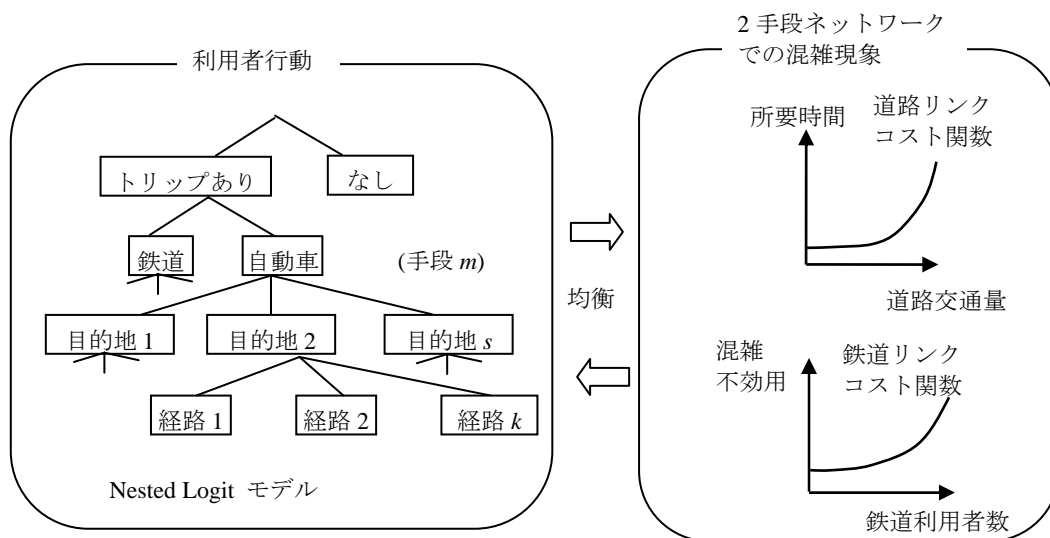 利用者行動
トリップあり
なし
鉄道
自動車
(手段 m)
目的地 1
目的地 2
目的地 s
経路 1
経路 2
経路 k
Nested Logit モデル
均衡
2 手段ネットワーク
での混雑現象
所要時間
道路リンク
コスト関数
道路交通量
混雑
不効用
鉄道リンク
コスト関数
鉄道利用者数